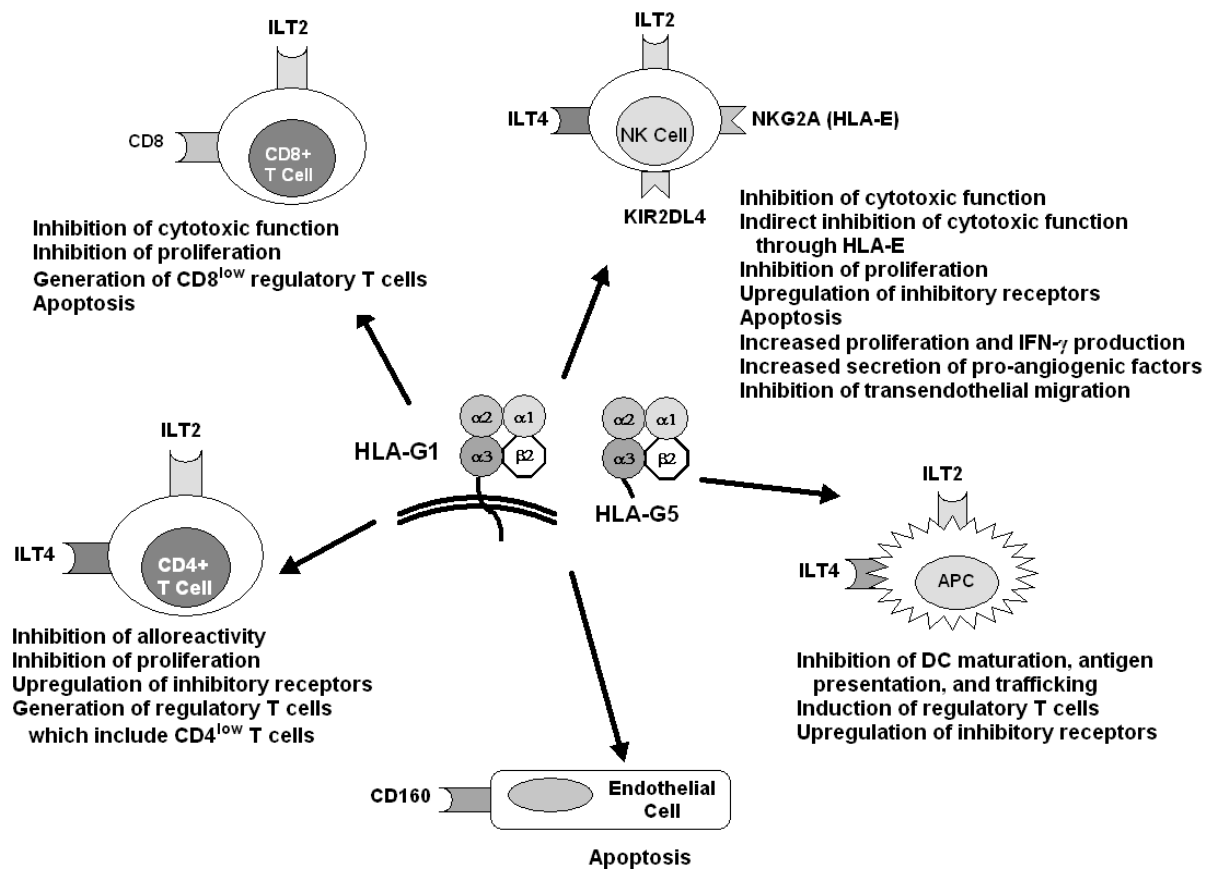 ILT2
CD8
CD8+
T Cell
Inhibition of cytotoxic function
Inhibition of proliferation
Generation of CD8low regulatory T cells
Apoptosis
ILT2
ILT4
NK Cell
NKG2A (HLA-E)
KIR2DL4
Inhibition of cytotoxic function
Indirect inhibition of cytotoxic function
through HLA-E
Inhibition of proliferation
Upregulation of inhibitory receptors
Apoptosis
Increased proliferation and IFN-γ production
Increased secretion of pro-angiogenic factors
Inhibition of transendothelial migration
HLA-G1
α2 α1
α3 β2
α2 α1
α3 β2
HLA-G5
ILT2
ILT4
CD4+
T Cell
Inhibition of alloreactivity
Inhibition of proliferation
Upregulation of inhibitory receptors
Generation of regulatory T cells
which include CD4low T cells
ILT2
ILT4
APC
Inhibition of DC maturation, antigen
presentation, and trafficking
Induction of regulatory T cells
Upregulation of inhibitory receptors
CD160
Endothelial
Cell
Apoptosis